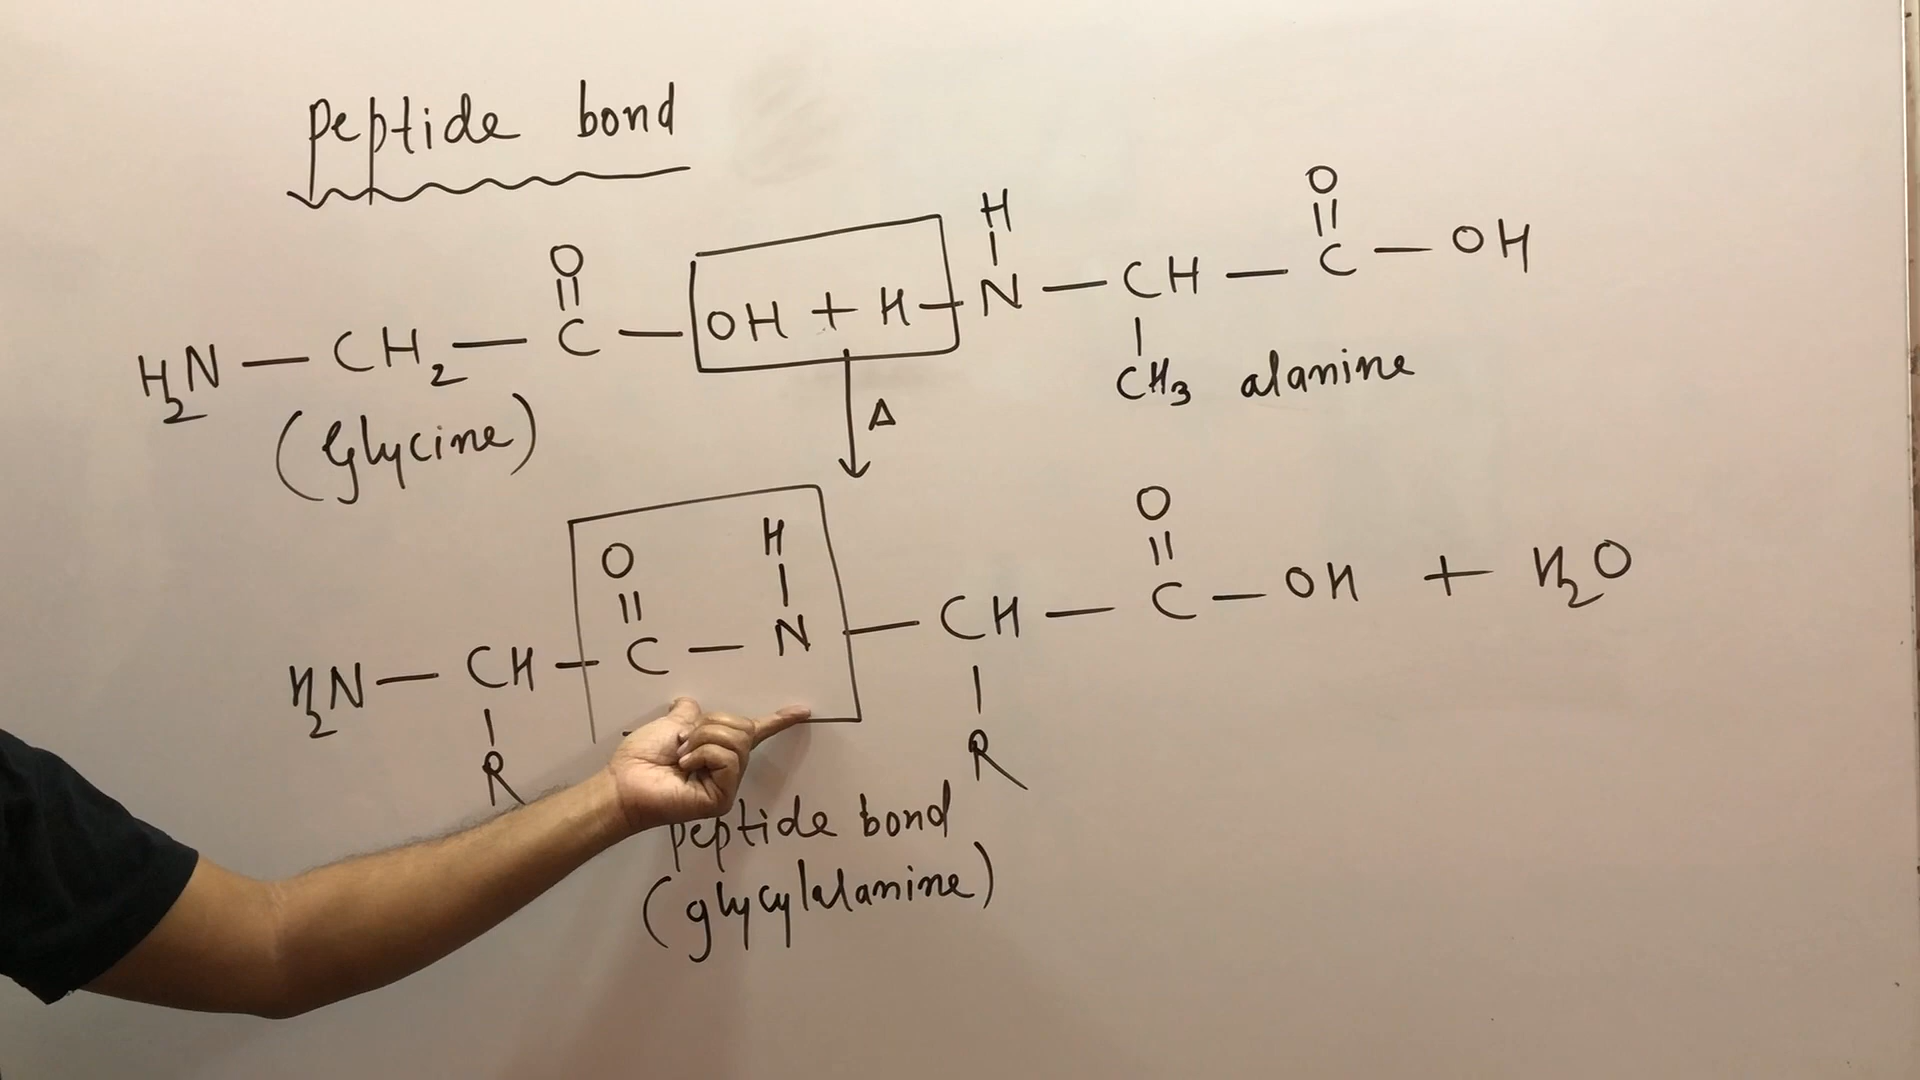 Peptide bond
O H O
|| | ||
H2N — CH2 — C — OH + H — N — CH — C — OH
|
(Glycine) CH3 alanine
Δ
O H O
|| | ||
H2N — CH — C — N — CH — C — OH + H2O
| |
R R
peptide bond
(glycylalanine)